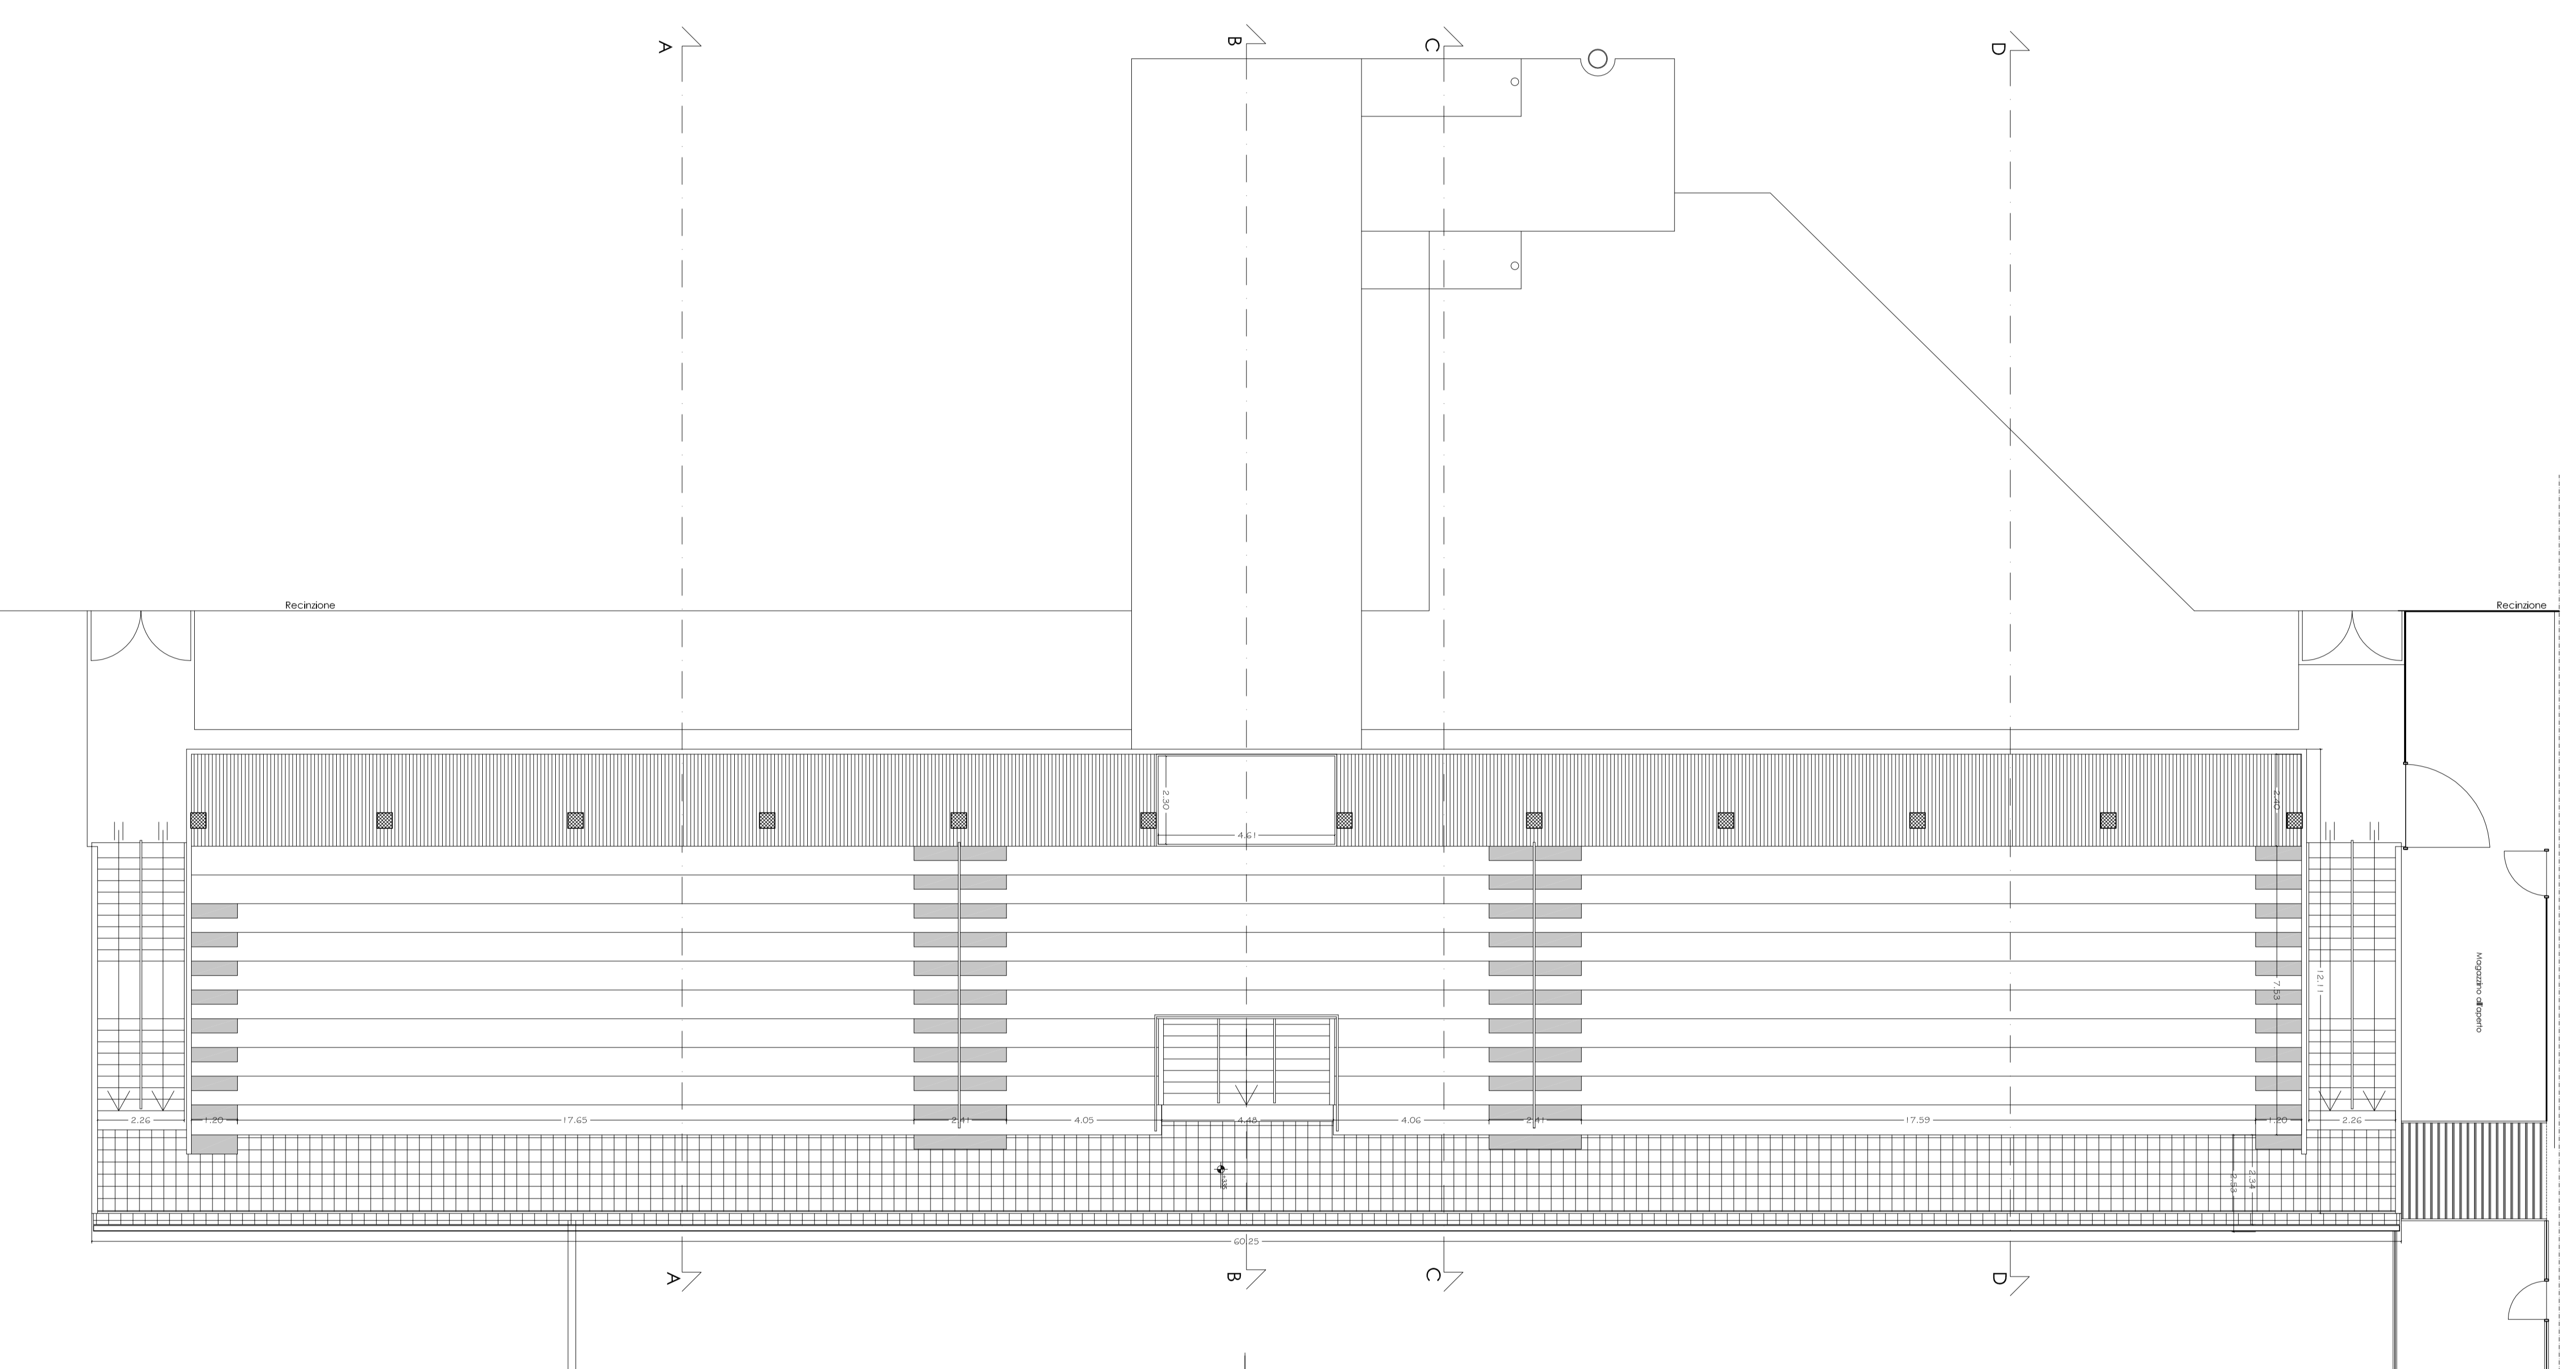 A
B
C
D
Recinzione
Recinzione
2.30
4.61
2.40
12.11
7.53
Magazzino all'aperto
2.26
1.20
17.65
2.41
4.05
4.48
4.06
2.41
17.59
1.20
2.26
2.34
2.53
60.25
A
B
C
D